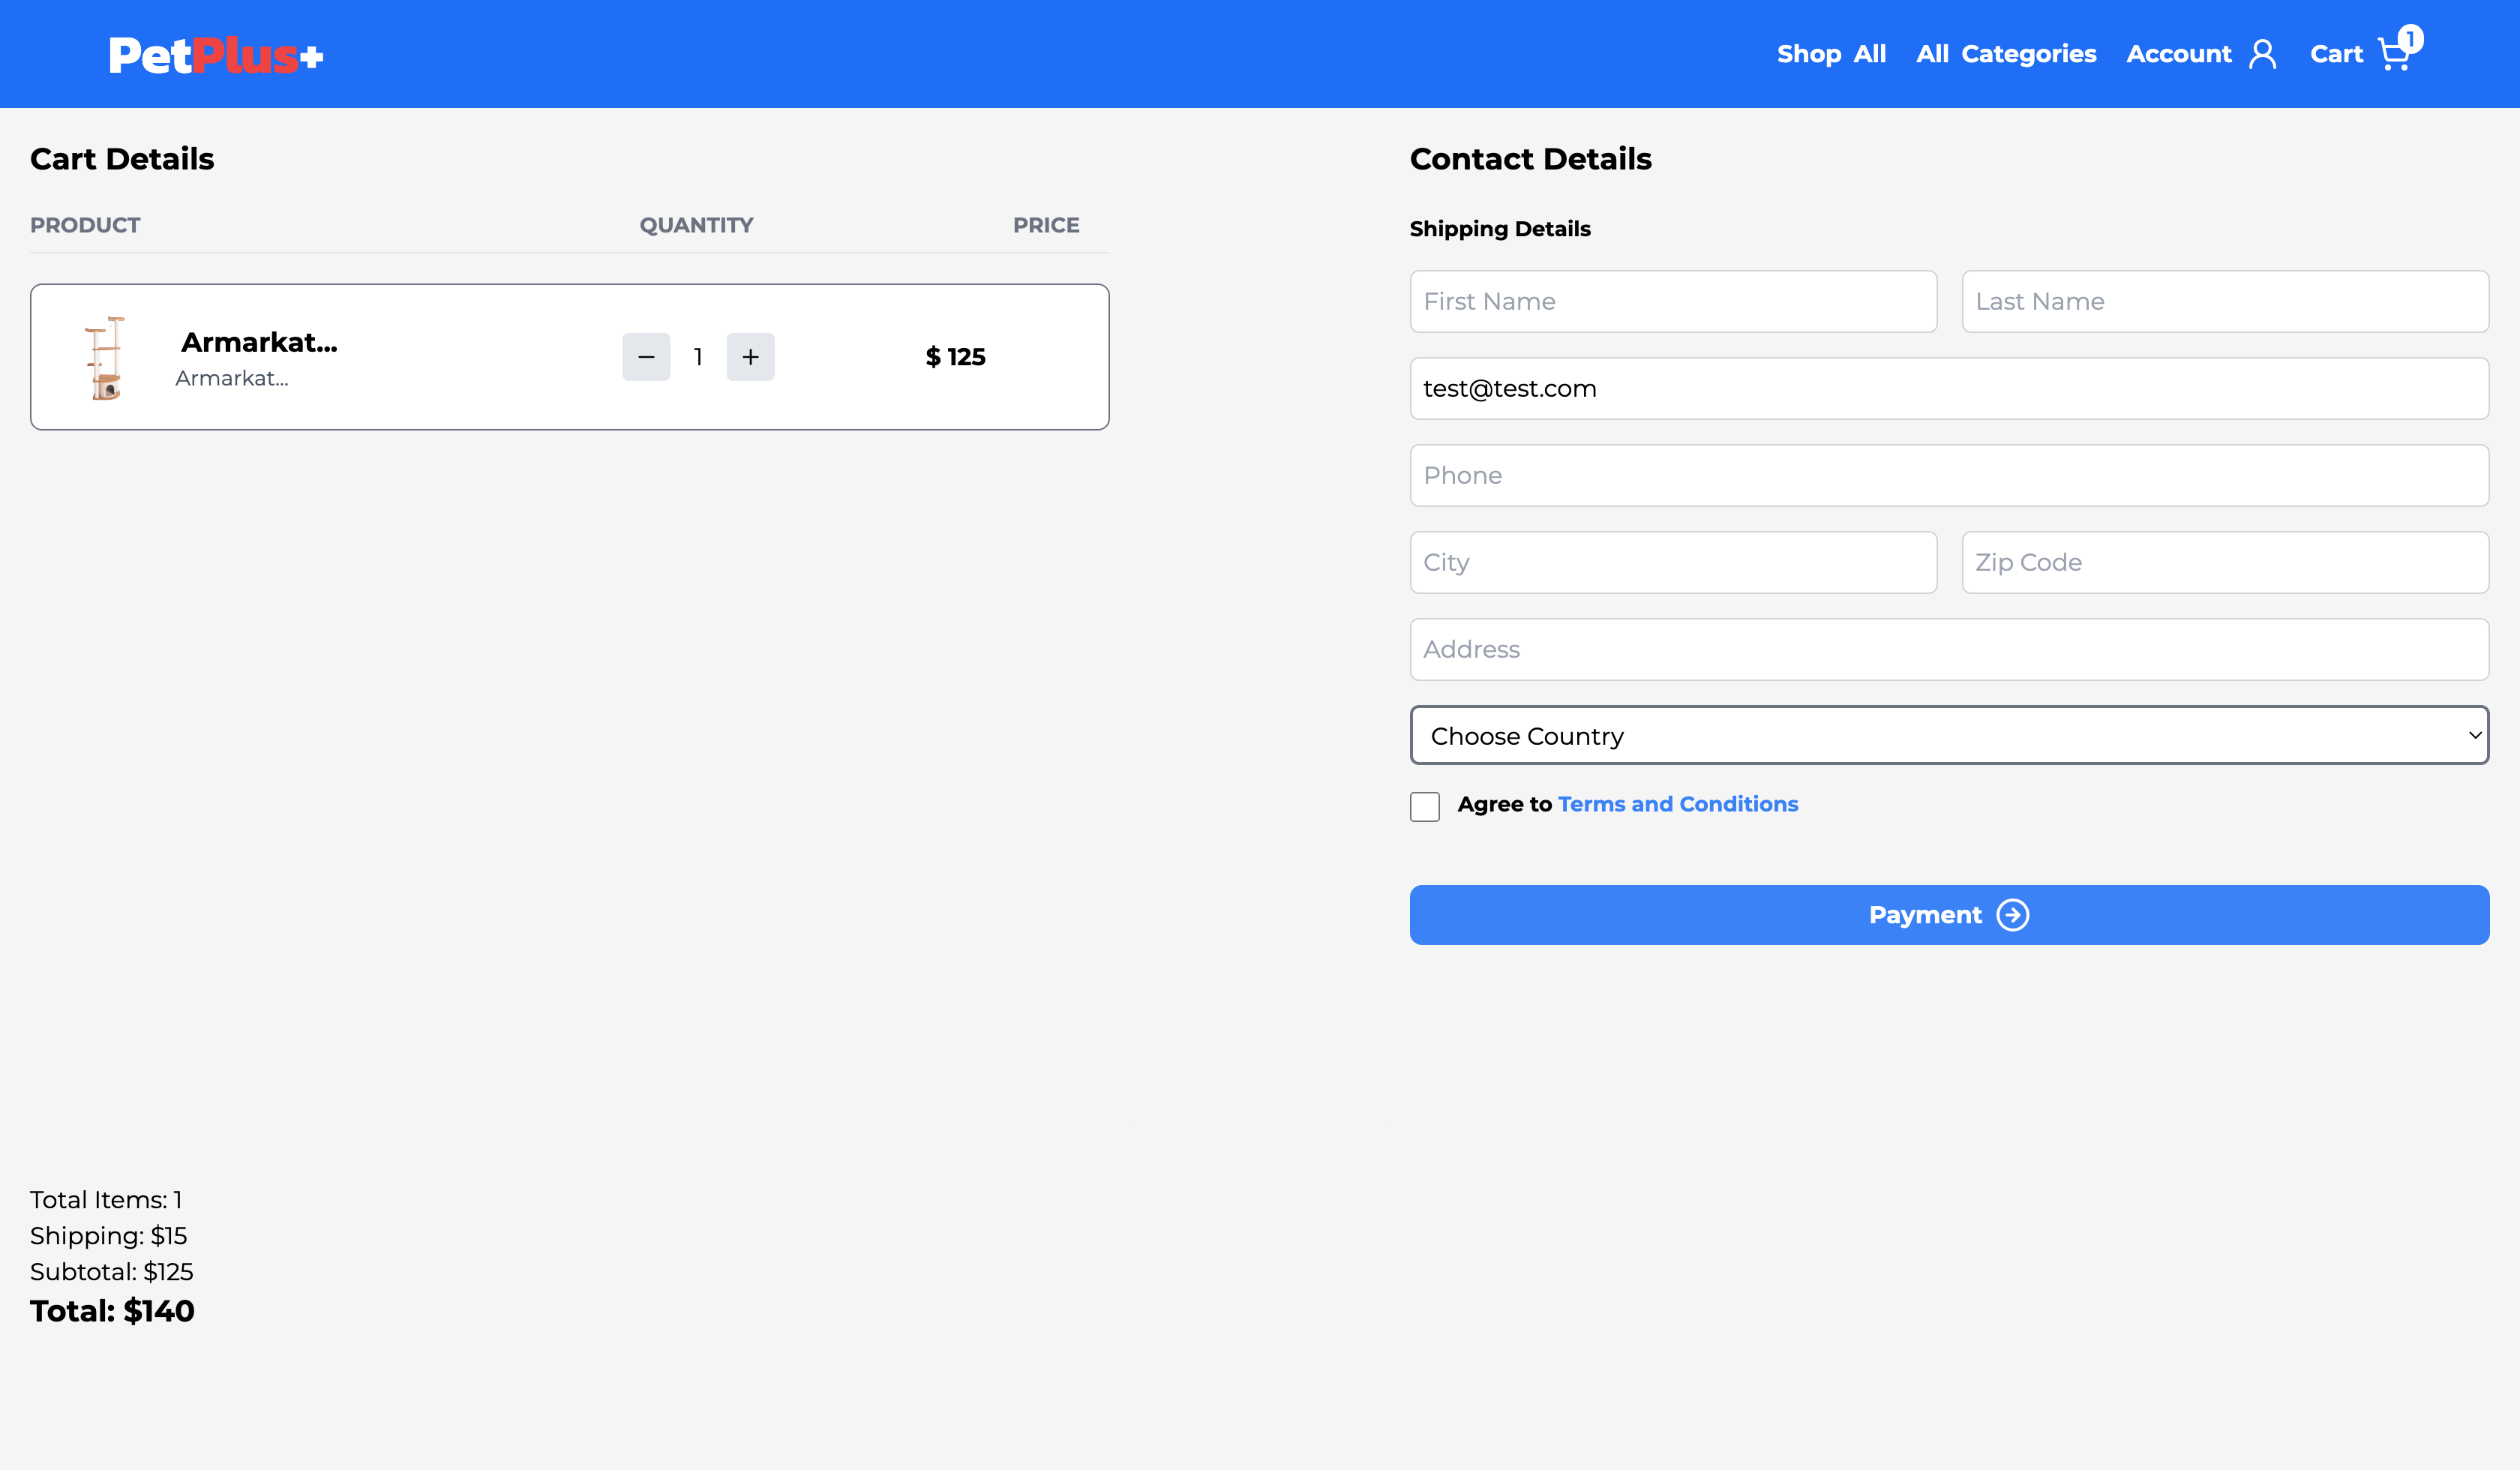 PetPlus+
Shop All All Categories Account Cart 1
Cart Details
PRODUCT QUANTITY PRICE
Armarkat...
Armarkat...
− 1 + $ 125
Total Items: 1
Shipping: $15
Subtotal: $125
Total: $140
Contact Details
Shipping Details
First Name Last Name
test@test.com
Phone
City Zip Code
Address
Choose Country
Agree to Terms and Conditions
Payment